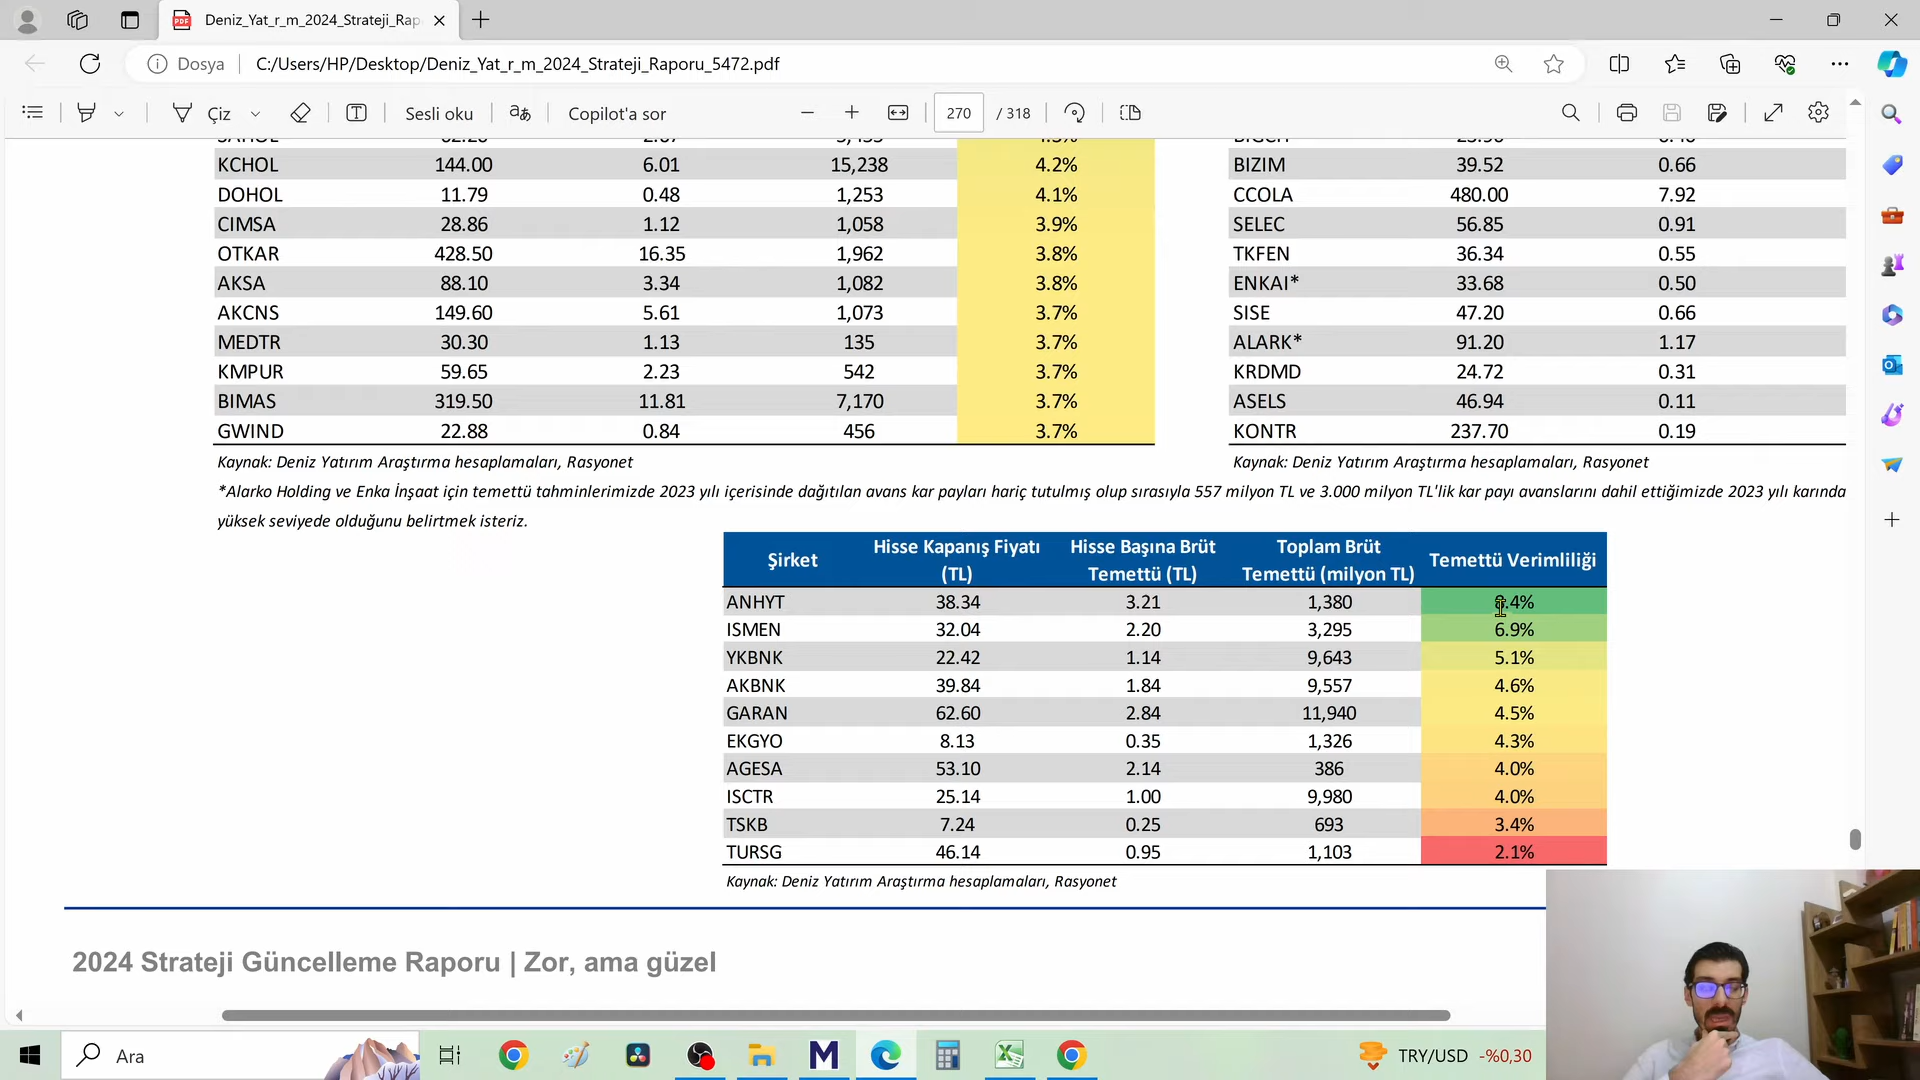 Deniz_Yat_r_m_2024_Strateji_Rap
Dosya
C:/Users/HP/Desktop/Deniz_Yat_r_m_2024_Strateji_Raporu_5472.pdf
Çiz
Sesli oku
Copilot'a sor
270 / 318
KCHOL 144.00 6.01 15,238 4.2% BIZIM 39.52 0.66
DOHOL 11.79 0.48 1,253 4.1% CCOLA 480.00 7.92
CIMSA 28.86 1.12 1,058 3.9% SELEC 56.85 0.91
OTKAR 428.50 16.35 1,962 3.8% TKFEN 36.34 0.55
AKSA 88.10 3.34 1,082 3.8% ENKAI* 33.68 0.50
AKCNS 149.60 5.61 1,073 3.7% SISE 47.20 0.66
MEDTR 30.30 1.13 135 3.7% ALARK* 91.20 1.17
KMPUR 59.65 2.23 542 3.7% KRDMD 24.72 0.31
BIMAS 319.50 11.81 7,170 3.7% ASELS 46.94 0.11
GWIND 22.88 0.84 456 3.7% KONTR 237.70 0.19
Kaynak: Deniz Yatırım Araştırma hesaplamaları, Rasyonet Kaynak: Deniz Yatırım Araştırma hesaplamaları, Rasyonet
*Alarko Holding ve Enka İnşaat için temettü tahminlerimizde 2023 yılı içerisinde dağıtılan avans kar payları hariç tutulmış olup sırasıyla 557 milyon TL ve 3.000 milyon TL'lik kar payı avanslarını dahil ettiğimizde 2023 yılı karında
yüksek seviyede olduğunu belirtmek isteriz.
Şirket Hisse Kapanış Fiyatı (TL) Hisse Başına Brüt Temettü (TL) Toplam Brüt Temettü (milyon TL) Temettü Verimliliği
ANHYT 38.34 3.21 1,380 .4%
ISMEN 32.04 2.20 3,295 6.9%
YKBNK 22.42 1.14 9,643 5.1%
AKBNK 39.84 1.84 9,557 4.6%
GARAN 62.60 2.84 11,940 4.5%
EKGYO 8.13 0.35 1,326 4.3%
AGESA 53.10 2.14 386 4.0%
ISCTR 25.14 1.00 9,980 4.0%
TSKB 7.24 0.25 693 3.4%
TURSG 46.14 0.95 1,103 2.1%
Kaynak: Deniz Yatırım Araştırma hesaplamaları, Rasyonet
2024 Strateji Güncelleme Raporu | Zor, ama güzel
Ara
TRY/USD -%0,30